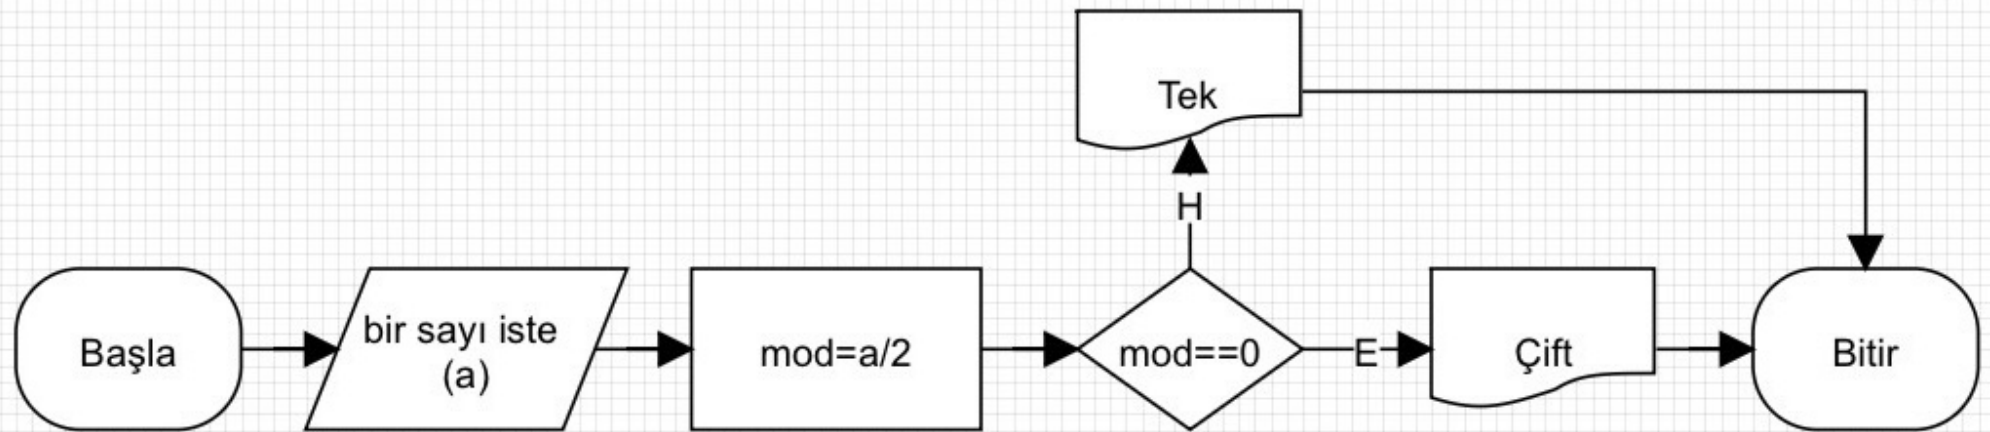 Tek
H
Başla
bir sayı iste
(a)
mod=a/2
mod==0
E
Çift
Bitir